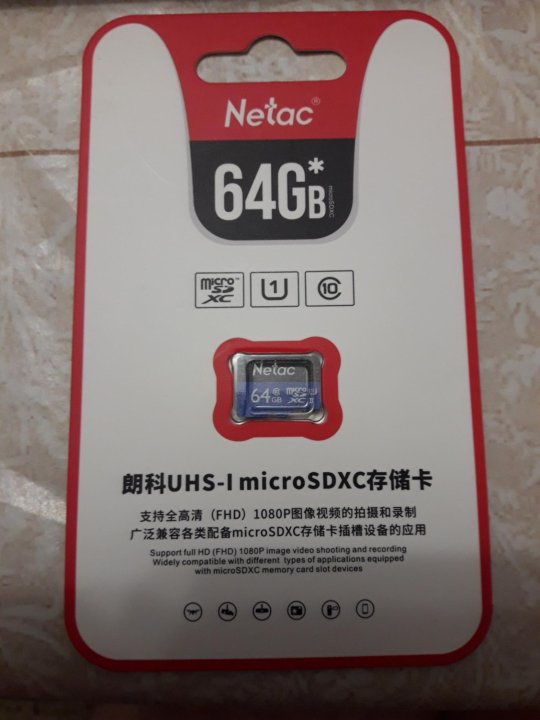 Netac®
64GB*
microSDXC
micro SD XC™
U1
C10
Netac
64GB micro SD XC I
朗科UHS-I microSDXC存储卡
支持全高清（FHD）1080P图像视频的拍摄和录制
广泛兼容各类配备microSDXC存储卡插槽设备的应用
Support full HD (FHD) 1080P image video shooting and recording
Widely compatible with different types of applications equipped
with microSDXC memory card slot devices